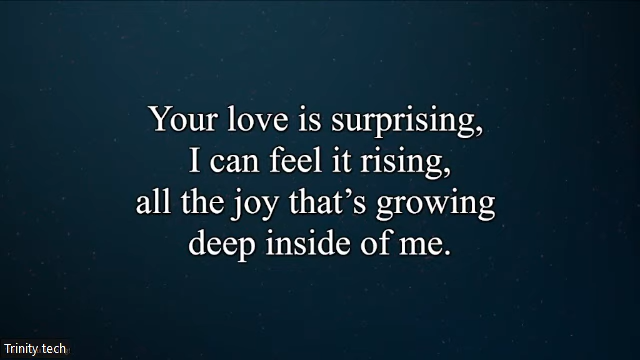 Your love is surprising,
I can feel it rising,
all the joy that’s growing
deep inside of me.
Trinity tech